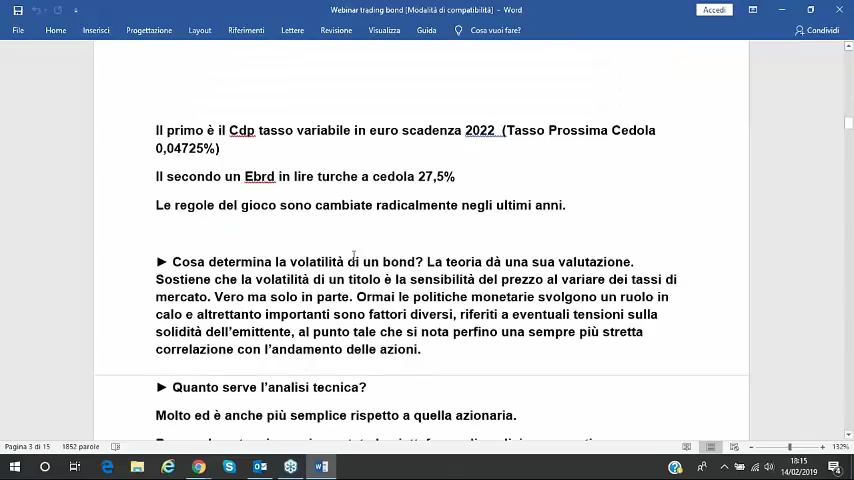 Webinar trading bond [Modalità di compatibilità] - Word
Accedi
File Home Inserisci Progettazione Layout Riferimenti Lettere Revisione Visualizza Guida Cosa vuoi fare? Condividi
Il primo è il Cdp tasso variabile in euro scadenza 2022 (Tasso Prossima Cedola
0,04725%)
Il secondo un Ebrd in lire turche a cedola 27,5%
Le regole del gioco sono cambiate radicalmente negli ultimi anni.
► Cosa determina la volatilità di un bond? La teoria dà una sua valutazione.
Sostiene che la volatilità di un titolo è la sensibilità del prezzo al variare dei tassi di
mercato. Vero ma solo in parte. Ormai le politiche monetarie svolgono un ruolo in
calo e altrettanto importanti sono fattori diversi, riferiti a eventuali tensioni sulla
solidità dell'emittente, al punto tale che si nota perfino una sempre più stretta
correlazione con l'andamento delle azioni.
► Quanto serve l'analisi tecnica?
Molto ed è anche più semplice rispetto a quella azionaria.
Pagina 3 di 15 1852 parole 132%
18:15
14/02/2019